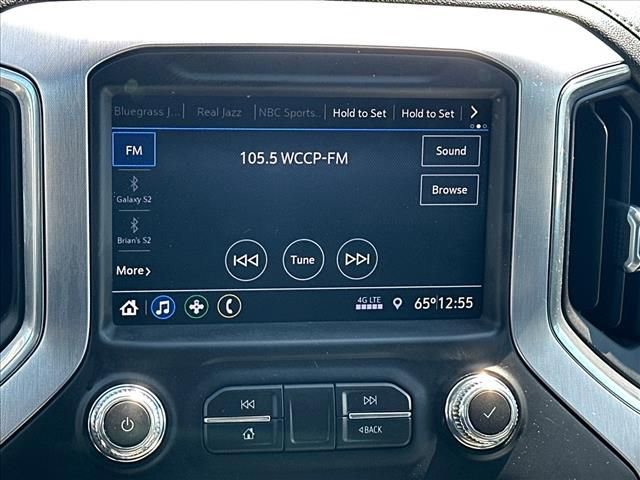 Bluegrass J... Real Jazz NBC Sports.. Hold to Set Hold to Set
FM
105.5 WCCP-FM
Sound
Galaxy S2
Browse
Brian's S2
More
Tune
4G LTE
65° 12:55
BACK